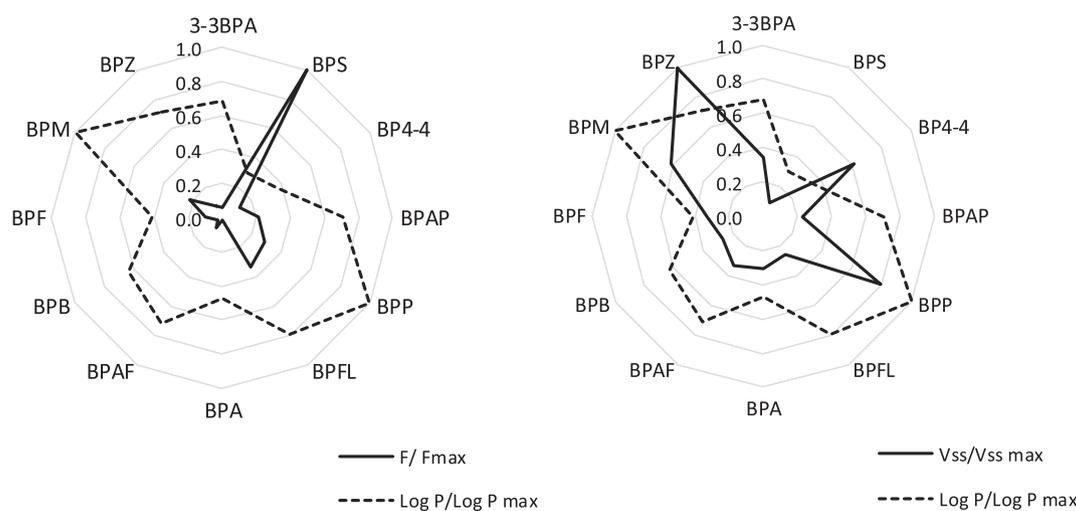 3-3BPA
1.0
BPS
BPZ
0.8
BPM
0.6
BP4-4
0.4
0.2
BPF
0.0
BPAP
BPB
BPP
BPAF
BPFL
BPA
F/ Fmax
Log P/Log P max
3-3BPA
1.0
BPZ
BPS
0.8
BPM
0.6
BP4-4
0.4
0.2
BPF
0.0
BPAP
BPB
BPP
BPAF
BPFL
BPA
Vss/Vss max
Log P/Log P max